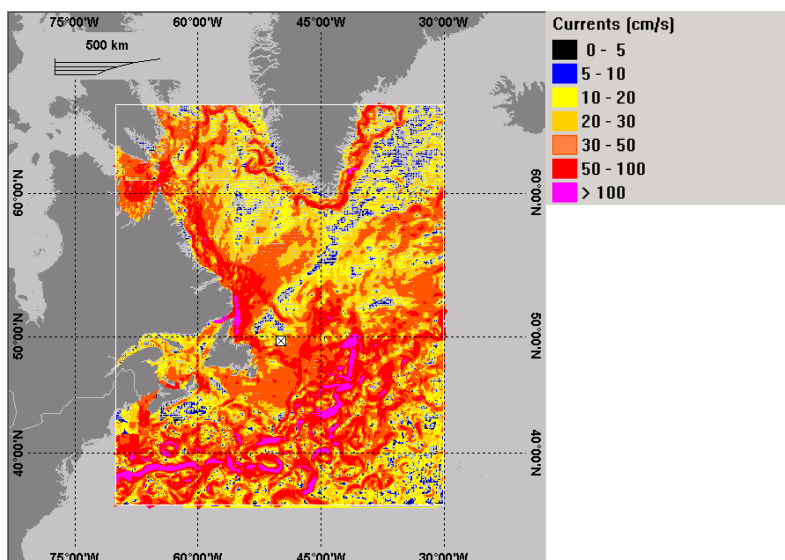 75°00'W 60°00'W 45°00'W 30°00'W
500 km
60°00'N 60°00'N
50°00'N 50°00'N
40°00'N 40°00'N
75°00'W 60°00'W 45°00'W 30°00'W
Currents (cm/s)
0 - 5
5 - 10
10 - 20
20 - 30
30 - 50
50 - 100
> 100